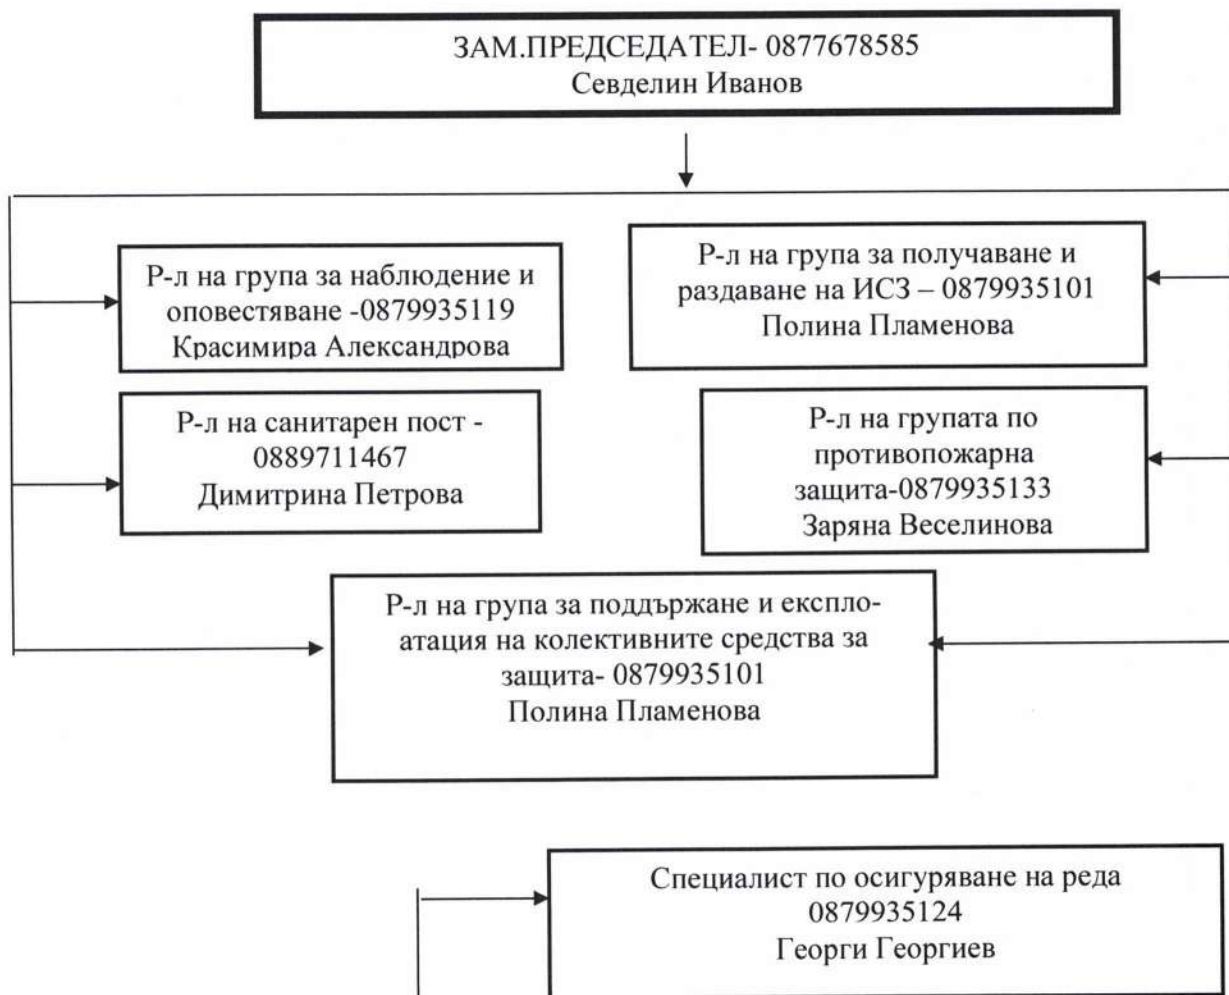 ЗАМ.ПРЕДСЕДАТЕЛ- 0877678585
Севделин Иванов
Р-л на група за наблюдение и
оповестяване -0879935119
Красимира Александрова
Р-л на група за получаване и
раздаване на ИСЗ – 0879935101
Полина Пламенова
Р-л на санитарен пост -
0889711467
Димитрина Петрова
Р-л на групата по
противопожарна
защита-0879935133
Заряна Веселинова
Р-л на група за поддържане и експло-
атация на колективните средства за
защита- 0879935101
Полина Пламенова
Специалист по осигуряване на реда
0879935124
Георги Георгиев